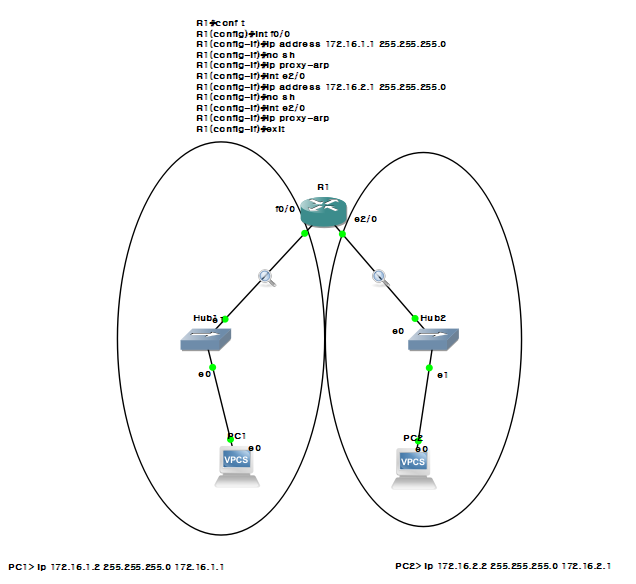 R1#conf t
R1(config)#int f0/0
R1(config-if)#ip address 172.16.1.1 255.255.255.0
R1(config-if)#no sh
R1(config-if)#ip proxy-arp
R1(config-if)#int e2/0
R1(config-if)#ip address 172.16.2.1 255.255.255.0
R1(config-if)#no sh
R1(config-if)#int e2/0
R1(config-if)#ip proxy-arp
R1(config-if)#exit
R1
f0/0
e2/0
e1
Hub2
e0
e0
e1
PC1
e0
PC2
e0
VPCS
VPCS
PC1> ip 172.16.1.2 255.255.255.0 172.16.1.1
PC2> ip 172.16.2.2 255.255.255.0 172.16.2.1